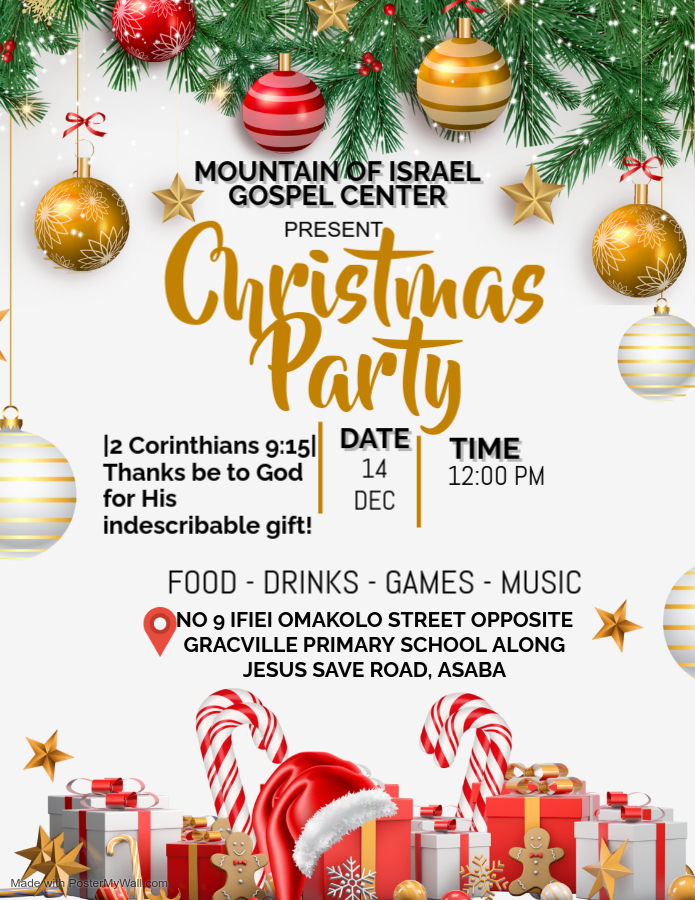 MOUNTAIN OF ISRAEL
GOSPEL CENTER
PRESENT
Christmas
Party
|2 Corinthians 9:15|
Thanks be to God
for His
indescribable gift!
DATE
14
DEC
TIME
12:00 PM
FOOD - DRINKS - GAMES - MUSIC
NO 9 IFIEI OMAKOLO STREET OPPOSITE
GRACVILLE PRIMARY SCHOOL ALONG
JESUS SAVE ROAD, ASABA
Made with PosterMyWall.com